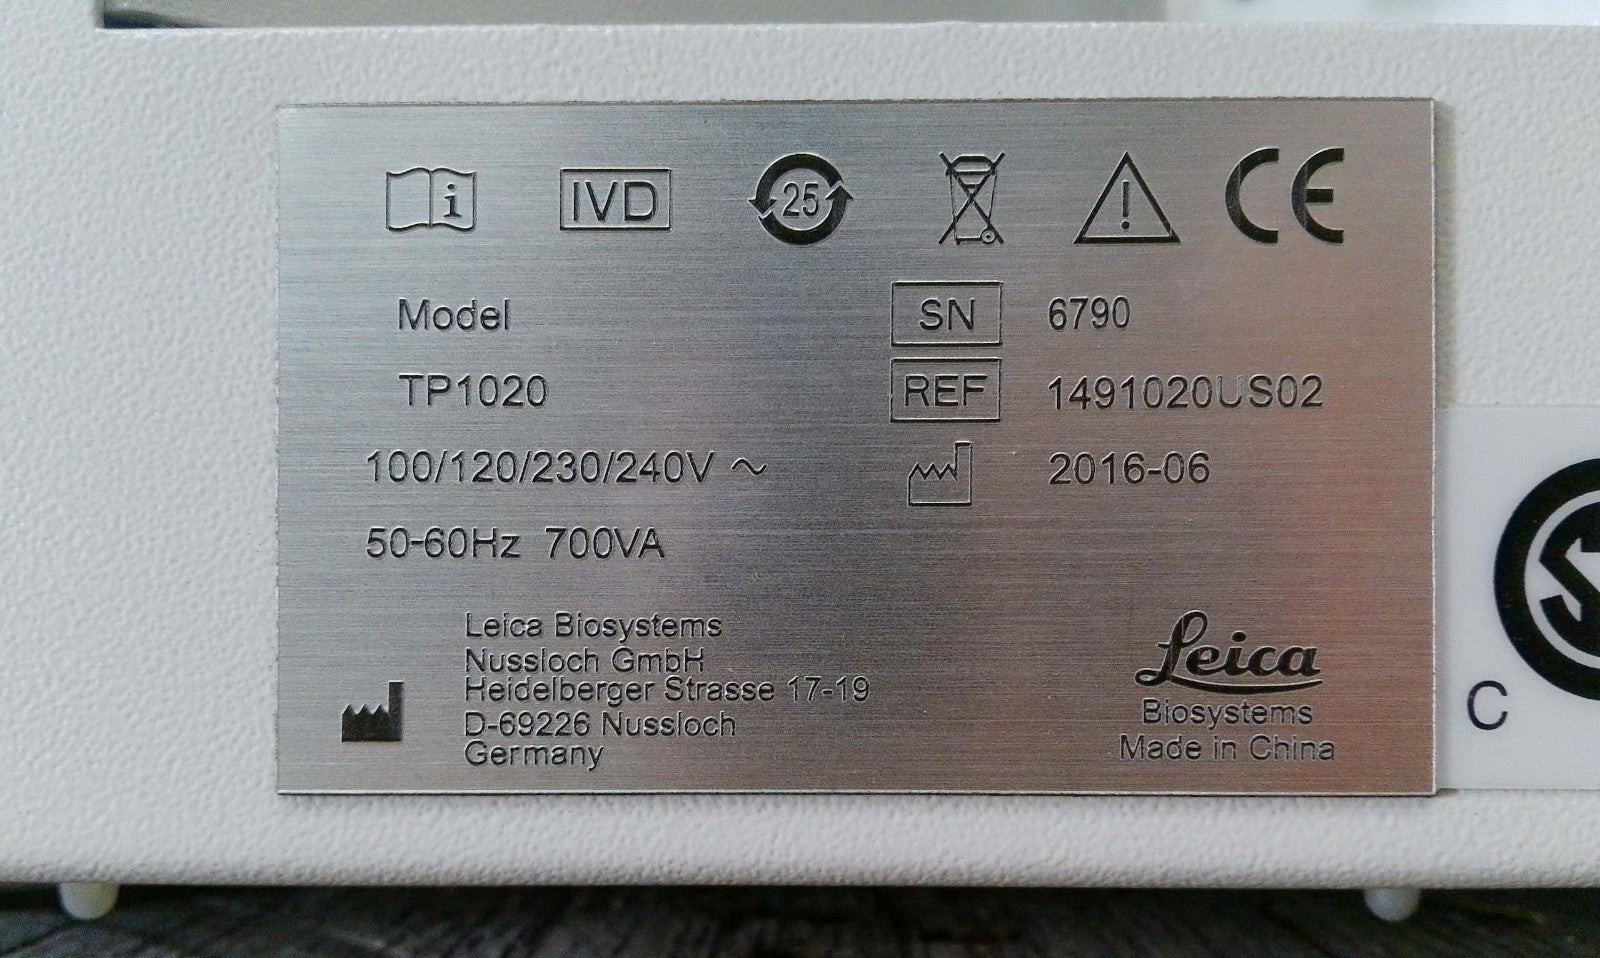 i IVD 25 CE
Model SN 6790
TP1020 REF 1491020US02
100/120/230/240V ~ 2016-06
50-60Hz 700VA
Leica Biosystems
Nussloch GmbH
Heidelberger Strasse 17-19
D-69226 Nussloch
Germany
Leica
Biosystems
Made in China
C